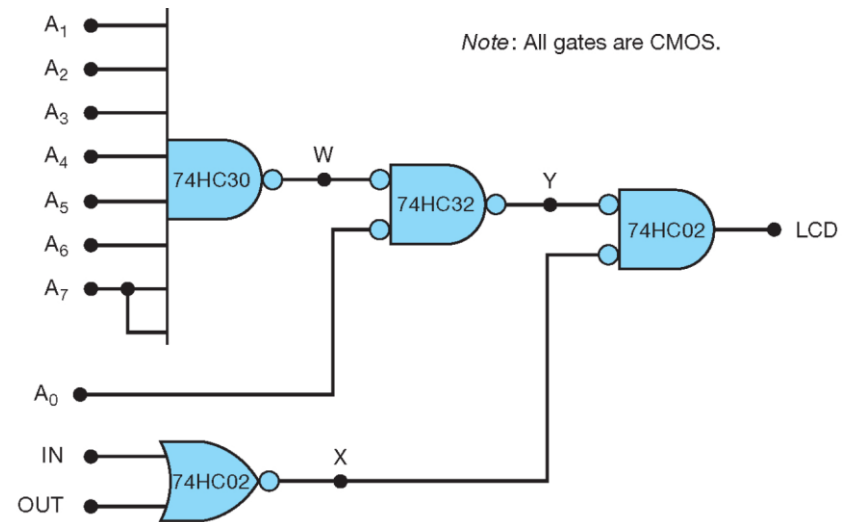 A₁
Note: All gates are CMOS.
A₂
A₃
A₄
W
74HC30
Y
A₅
74HC32
A₆
74HC02
LCD
A₇
A₀
IN
X
74HC02
OUT